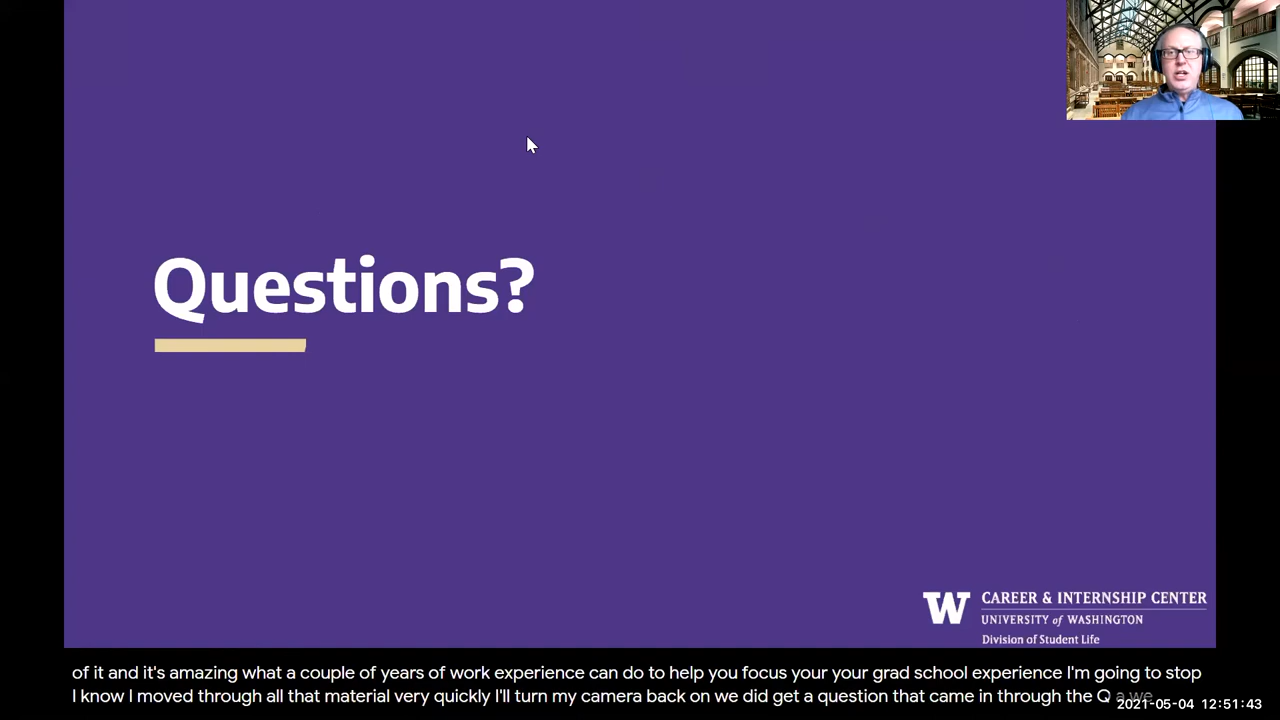 Questions?
W CAREER & INTERNSHIP CENTER
UNIVERSITY of WASHINGTON
Division of Student Life
of it and it's amazing what a couple of years of work experience can do to help you focus your your grad school experience I'm going to stop
I know I moved through all that material very quickly I'll turn my camera back on we did get a question that came in through the Q a we
2021-05-04 12:51:43